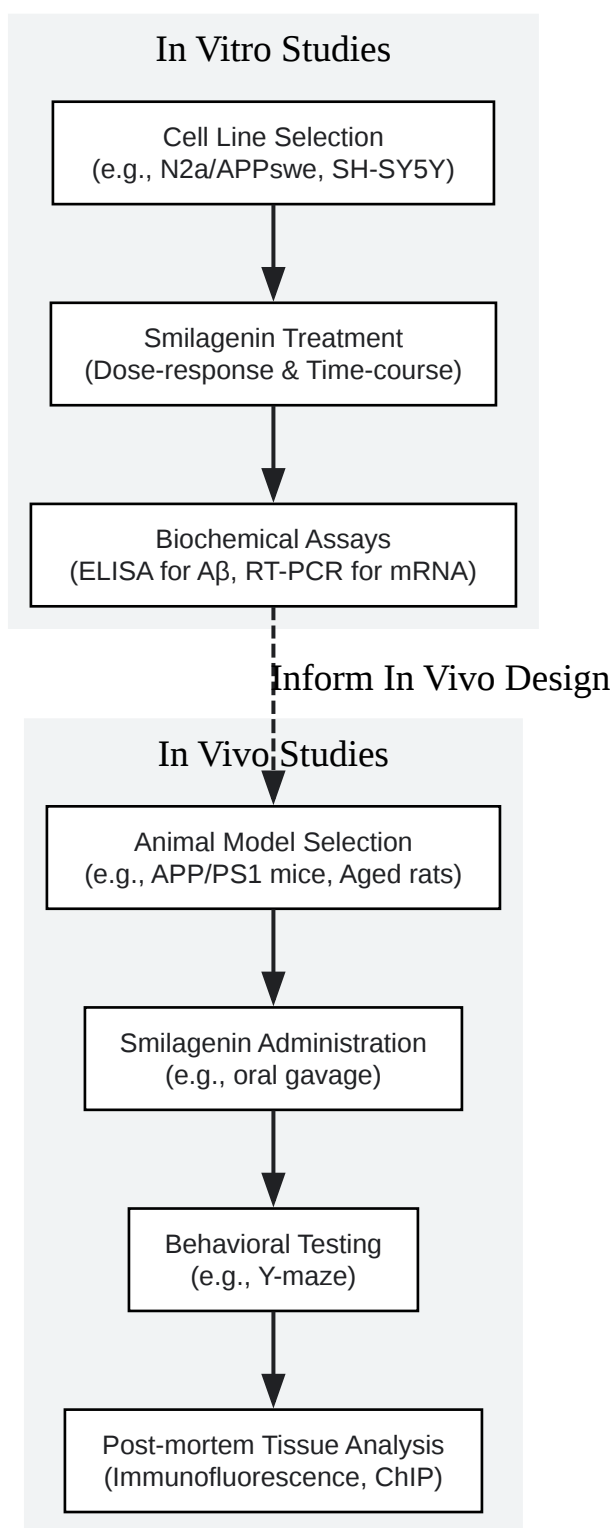 In Vitro Studies
Cell Line Selection
(e.g., N2a/APPswe, SH-SY5Y)
Smilagenin Treatment
(Dose-response & Time-course)
Biochemical Assays
(ELISA for Aβ, RT-PCR for mRNA)
Inform In Vivo Design
In Vivo Studies
Animal Model Selection
(e.g., APP/PS1 mice, Aged rats)
Smilagenin Administration
(e.g., oral gavage)
Behavioral Testing
(e.g., Y-maze)
Post-mortem Tissue Analysis
(Immunofluorescence, ChIP)